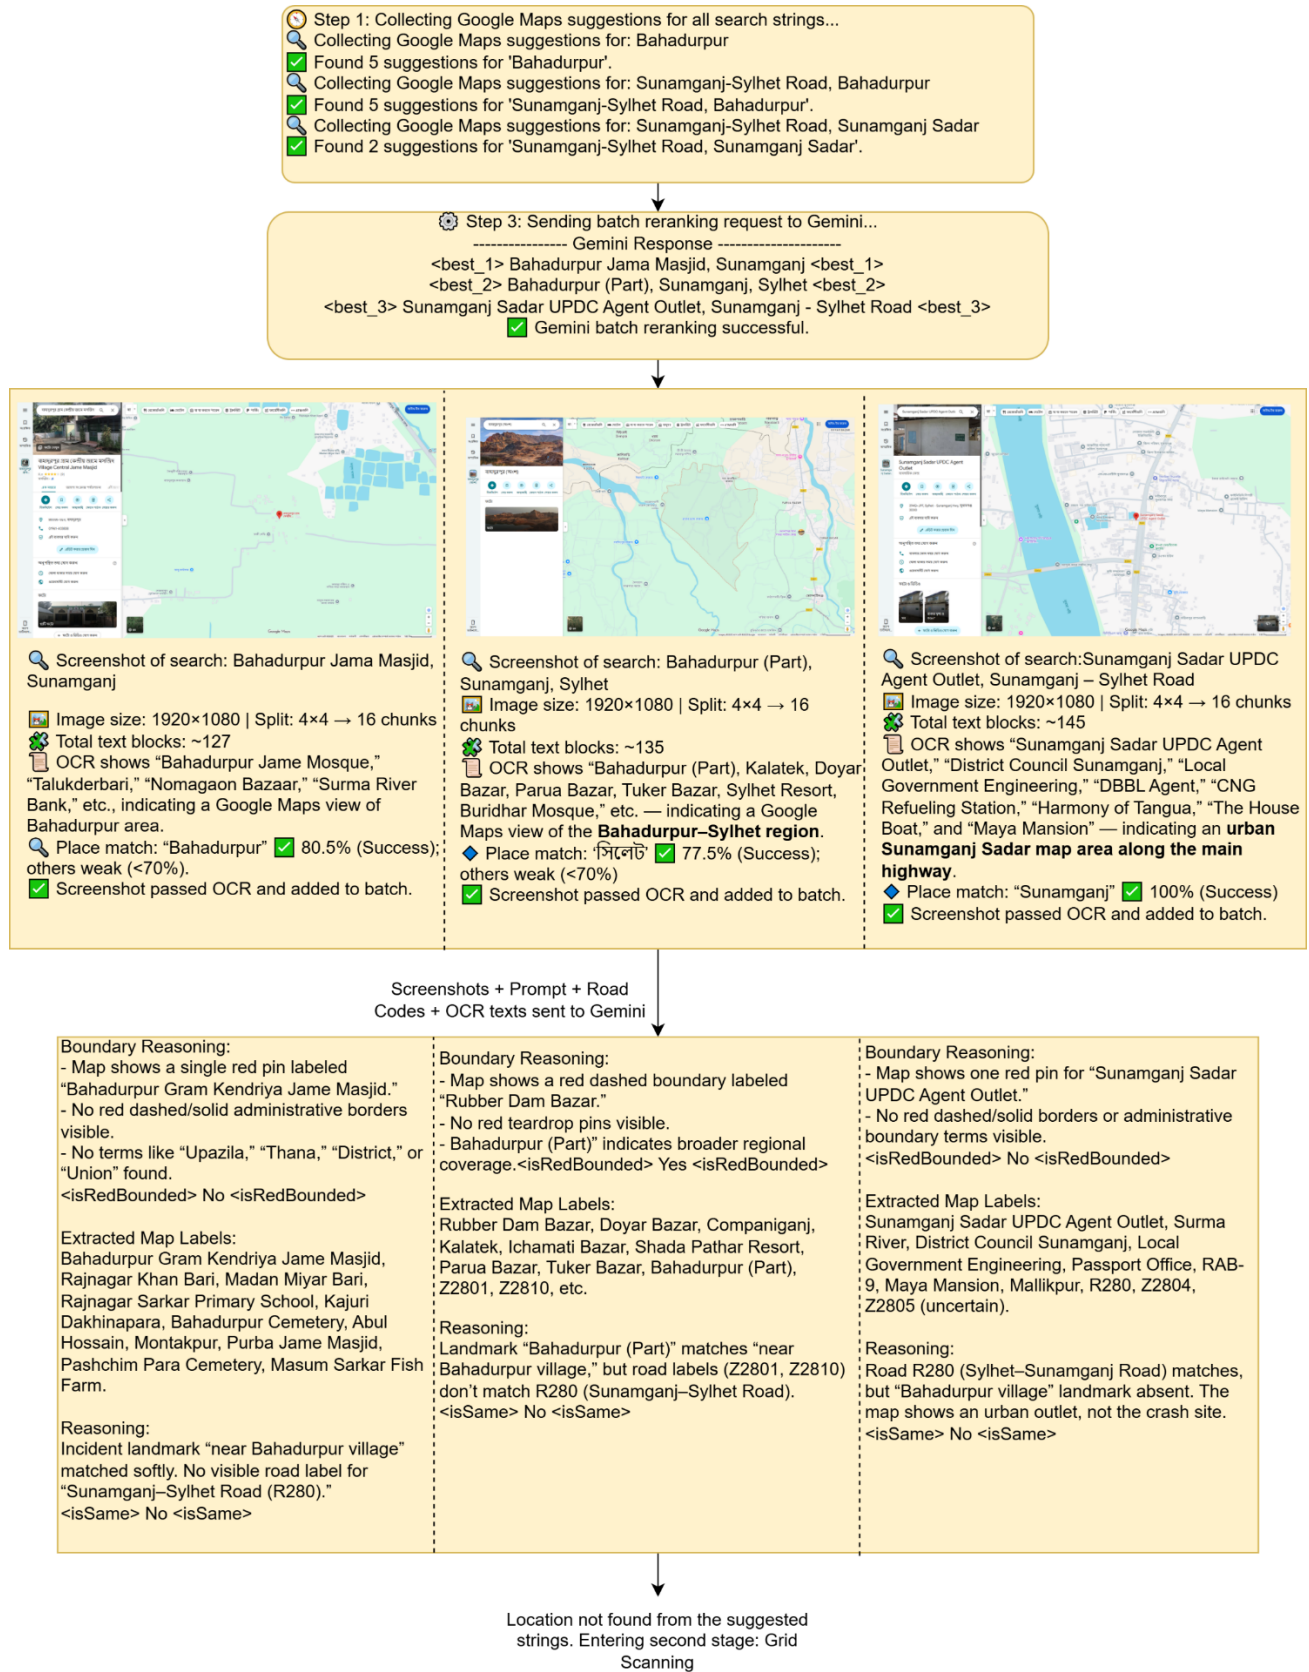 Step 1: Collecting Google Maps suggestions for all search strings...
Collecting Google Maps suggestions for: Bahadurpur
Found 5 suggestions for 'Bahadurpur'.
Collecting Google Maps suggestions for: Sunamganj-Sylhet Road, Bahadurpur
Found 5 suggestions for 'Sunamganj-Sylhet Road, Bahadurpur'.
Collecting Google Maps suggestions for: Sunamganj-Sylhet Road, Sunamganj Sadar
Found 2 suggestions for 'Sunamganj-Sylhet Road, Sunamganj Sadar'.
Step 3: Sending batch reranking request to Gemini...
---------------- Gemini Response ---------------------
<best_1> Bahadurpur Jama Masjid, Sunamganj <best_1>
<best_2> Bahadurpur (Part), Sunamganj, Sylhet <best_2>
<best_3> Sunamganj Sadar UPDC Agent Outlet, Sunamganj - Sylhet Road <best_3>
Gemini batch reranking successful.
Village Central Jame Masjid
Screenshot of search: Bahadurpur Jama Masjid,
Sunamganj
Image size: 1920×1080 | Split: 4×4 → 16 chunks
Total text blocks: ~127
OCR shows “Bahadurpur Jame Mosque,”
“Talukderbari,” “Nomagaon Bazaar,” “Surma River
Bank,” etc., indicating a Google Maps view of
Bahadurpur area.
Place match: “Bahadurpur” 80.5% (Success);
others weak (<70%).
Screenshot passed OCR and added to batch.
Screenshot of search: Bahadurpur (Part),
Sunamganj, Sylhet
Image size: 1920×1080 | Split: 4×4 → 16
chunks
Total text blocks: ~135
OCR shows “Bahadurpur (Part), Kalatek, Doyar
Bazar, Parua Bazar, Tuker Bazar, Sylhet Resort,
Buridhar Mosque,” etc. — indicating a Google
Maps view of the Bahadurpur–Sylhet region.
Place match: ‘সিলেট’ 77.5% (Success);
others weak (<70%)
Screenshot passed OCR and added to batch.
Sunamganj Sadar UPDC Agent
Outlet
Screenshot of search:Sunamganj Sadar UPDC
Agent Outlet, Sunamganj – Sylhet Road
Image size: 1920×1080 | Split: 4×4 → 16 chunks
Total text blocks: ~145
OCR shows “Sunamganj Sadar UPDC Agent
Outlet,” “District Council Sunamganj,” “Local
Government Engineering,” “DBBL Agent,” “CNG
Refueling Station,” “Harmony of Tangua,” “The House
Boat,” and “Maya Mansion” — indicating an urban
Sunamganj Sadar map area along the main
highway.
Place match: “Sunamganj” 100% (Success)
Screenshot passed OCR and added to batch.
Screenshots + Prompt + Road
Codes + OCR texts sent to Gemini
Boundary Reasoning:
- Map shows a single red pin labeled
“Bahadurpur Gram Kendriya Jame Masjid.”
- No red dashed/solid administrative borders
visible.
- No terms like “Upazila,” “Thana,” “District,” or
“Union” found.
<isRedBounded> No <isRedBounded>
Extracted Map Labels:
Bahadurpur Gram Kendriya Jame Masjid,
Rajnagar Khan Bari, Madan Miyar Bari,
Rajnagar Sarkar Primary School, Kajuri
Dakhinapara, Bahadurpur Cemetery, Abul
Hossain, Montakpur, Purba Jame Masjid,
Pashchim Para Cemetery, Masum Sarkar Fish
Farm.
Reasoning:
Incident landmark “near Bahadurpur village”
matched softly. No visible road label for
“Sunamganj–Sylhet Road (R280).”
<isSame> No <isSame>
Boundary Reasoning:
- Map shows a red dashed boundary labeled
“Rubber Dam Bazar.”
- No red teardrop pins visible.
- Bahadurpur (Part)” indicates broader regional
coverage.<isRedBounded> Yes <isRedBounded>
Extracted Map Labels:
Rubber Dam Bazar, Doyar Bazar, Companiganj,
Kalatek, Ichamati Bazar, Shada Pathar Resort,
Parua Bazar, Tuker Bazar, Bahadurpur (Part),
Z2801, Z2810, etc.
Reasoning:
Landmark “Bahadurpur (Part)” matches “near
Bahadurpur village,” but road labels (Z2801, Z2810)
don’t match R280 (Sunamganj–Sylhet Road).
<isSame> No <isSame>
Boundary Reasoning:
- Map shows one red pin for “Sunamganj Sadar
UPDC Agent Outlet.”
- No red dashed/solid borders or administrative
boundary terms visible.
<isRedBounded> No <isRedBounded>
Extracted Map Labels:
Sunamganj Sadar UPDC Agent Outlet, Surma
River, District Council Sunamganj, Local
Government Engineering, Passport Office, RAB-
9, Maya Mansion, Mallikpur, R280, Z2804,
Z2805 (uncertain).
Reasoning:
Road R280 (Sylhet–Sunamganj Road) matches,
but “Bahadurpur village” landmark absent. The
map shows an urban outlet, not the crash site.
<isSame> No <isSame>
Location not found from the suggested
strings. Entering second stage: Grid
Scanning